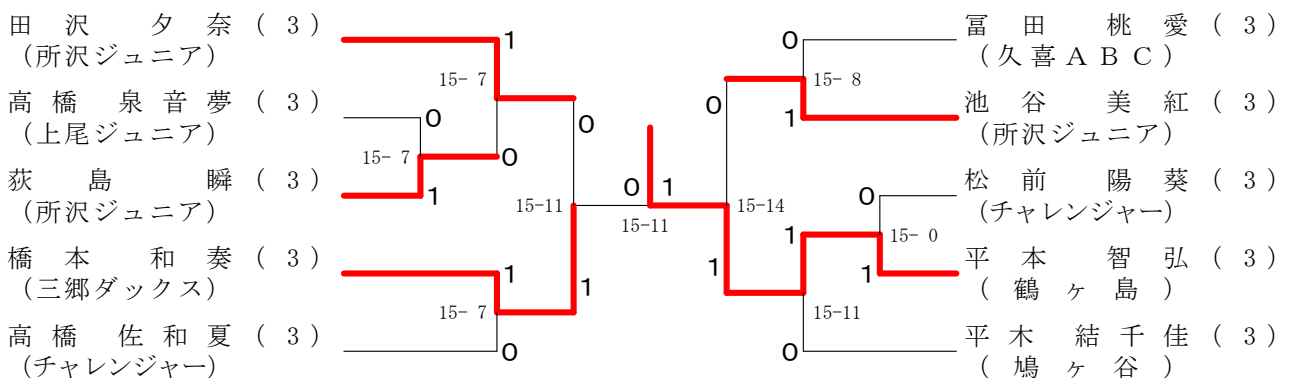 田沢 夕奈(3)
(所沢ジュニア)
高橋 泉音夢(3)
(上尾ジュニア)
荻島 瞬(3)
(所沢ジュニア)
橋本 和奏(3)
(三郷ダックス)
高橋 佐和夏(3)
(チャレンジャー)
1
15- 7
0
15- 7
1
0
0
15-11
1
15- 7
0
1
0 1
15-11
0
15- 8
1
0
15-14
1
0
15- 0
1
1
15-11
0
冨田 桃愛(3)
(久喜ABC)
池谷 美紅(3)
(所沢ジュニア)
松前 陽葵(3)
(チャレンジャー)
平本 智弘(3)
(鶴ヶ島)
平木 結千佳(3)
(鳩ヶ谷)